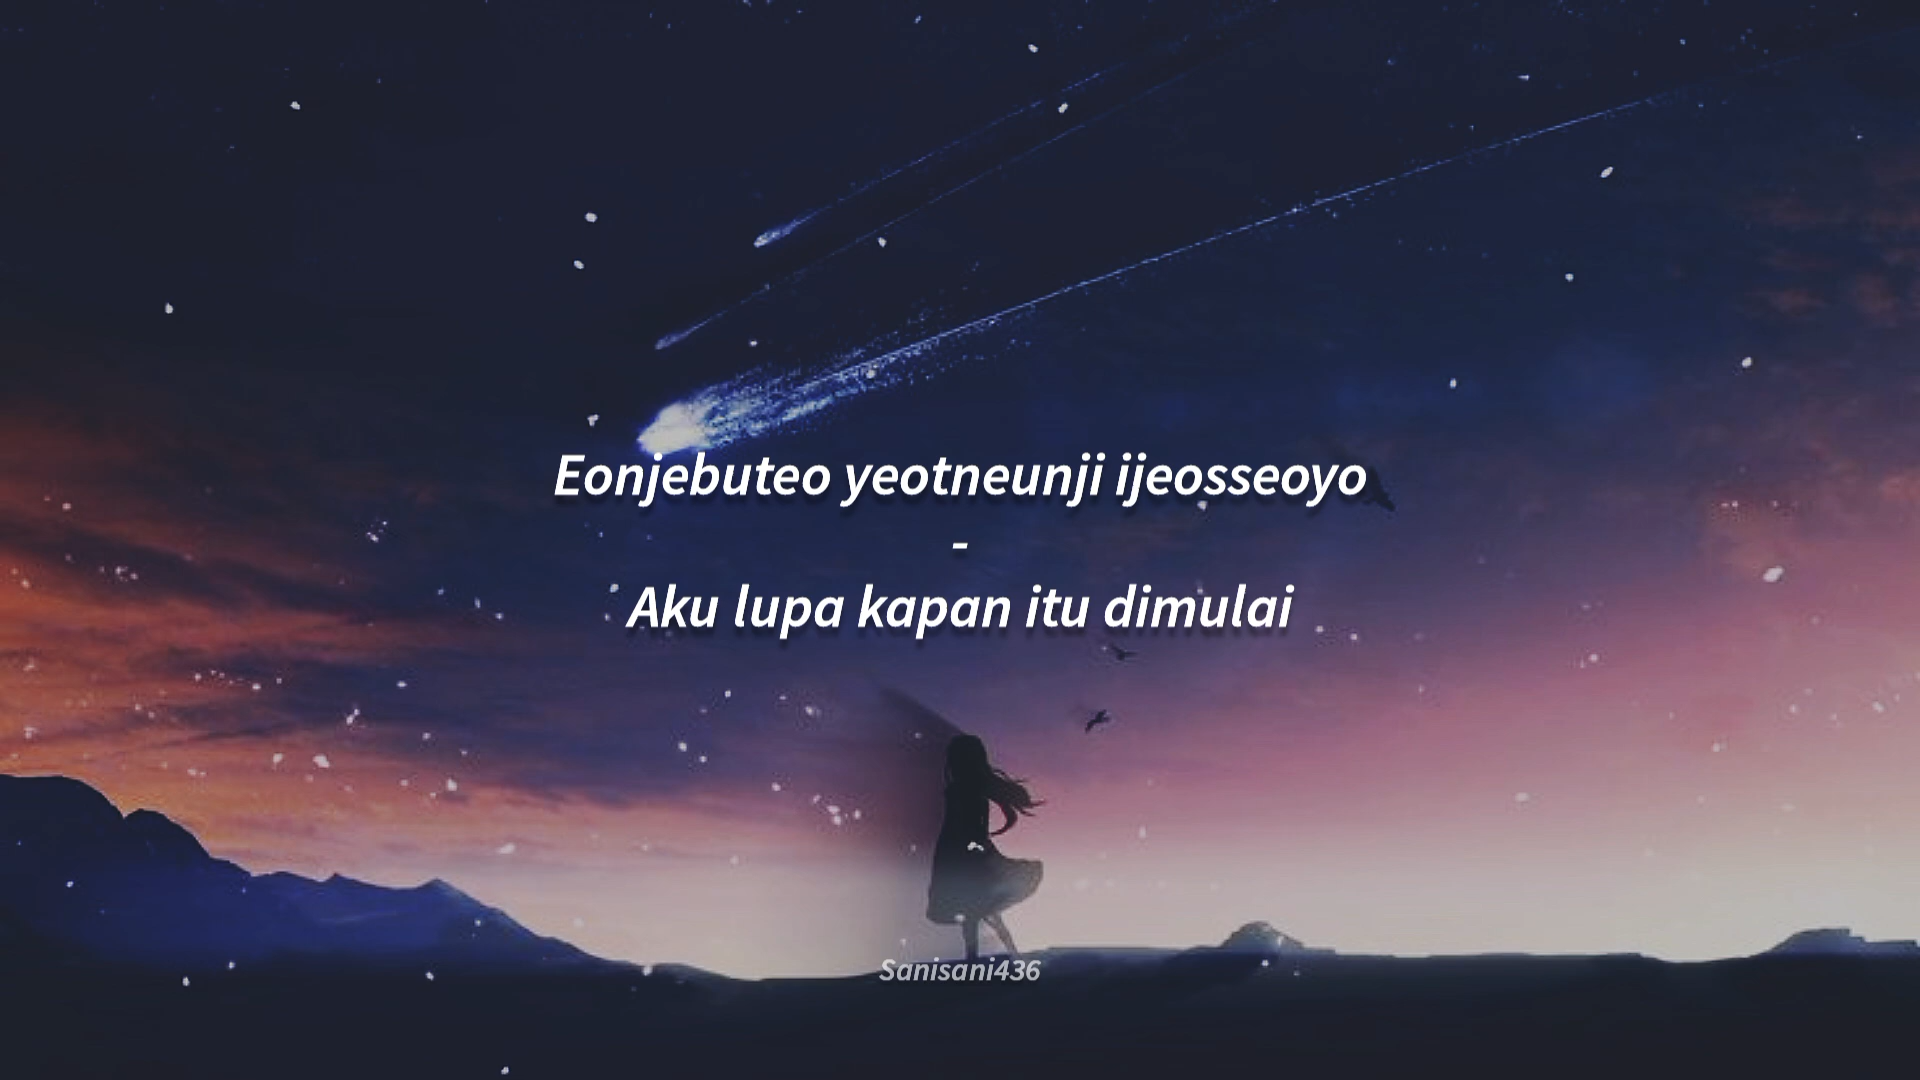 Eonjebuteo yeotneunji ijeosseoyo
-
Aku lupa kapan itu dimulai
Sanisani436